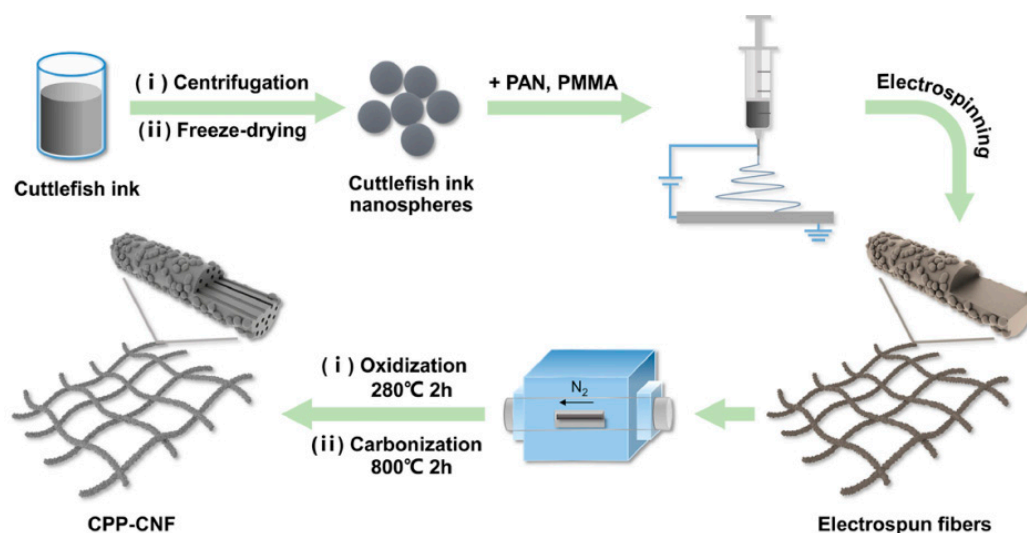 (i) Centrifugation
(ii) Freeze-drying
Cuttlefish ink
Cuttlefish ink
nanospheres
+ PAN, PMMA
Electrospinning
Electrospun fibers
N₂
(i) Oxidization
280℃ 2h
(ii) Carbonization
800℃ 2h
CPP-CNF